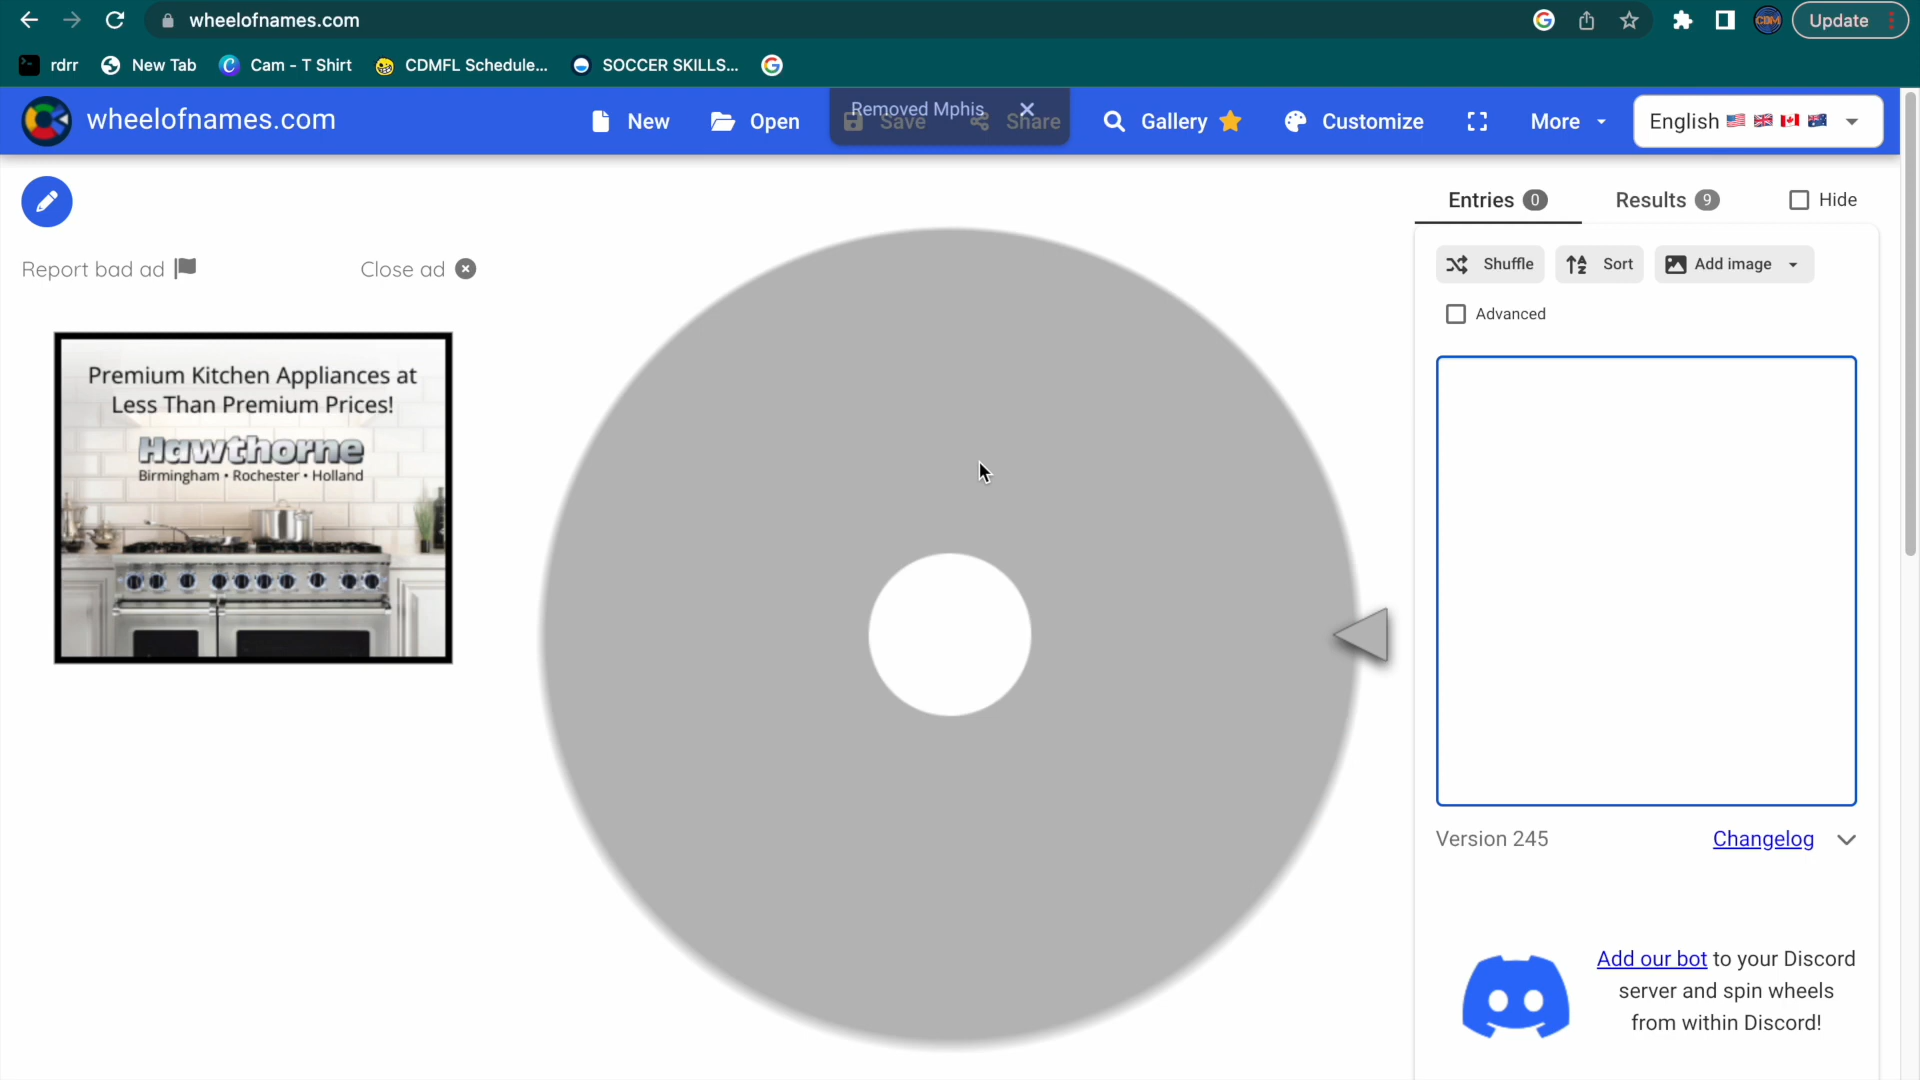 wheelofnames.com
Update
rdrr
New Tab
Cam - T Shirt
CDMFL Schedule...
SOCCER SKILLS...
wheelofnames.com
New
Open
Save
Share
Removed Mphis
Gallery
Customize
More
English
Entries 0
Results 9
Hide
Report bad ad
Close ad
Shuffle
Sort
Add image
Advanced
Premium Kitchen Appliances at
Less Than Premium Prices!
Hawthorne
Birmingham • Rochester • Holland
Version 245
Changelog
Add our bot to your Discord
server and spin wheels
from within Discord!